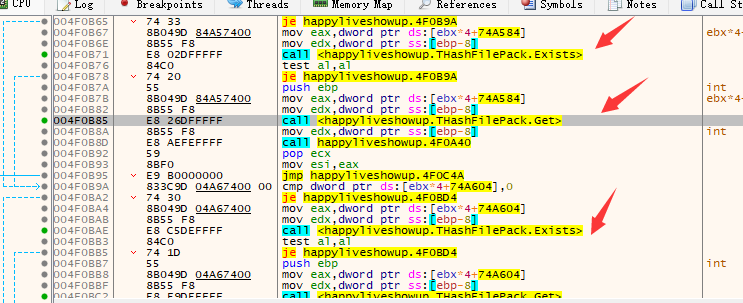 CPU Log Breakpoints Threads Memory Map References Symbols Notes Call St
004F0B65 74 33 je happyliveshowup.4F0B9A
004F0B67 8B049D 84A57400 mov eax,dword ptr ds:[ebx*4+74A584] ebx*4+
004F0B6E 8B55 F8 mov edx,dword ptr ss:[ebp-8]
004F0B71 E8 02DFFFFF call <happyliveshowup.THashFilePack.Exists>
004F0B76 84C0 test al,al
004F0B78 74 20 je happyliveshowup.4F0B9A
004F0B7A 55 push ebp int
004F0B7B 8B049D 84A57400 mov eax,dword ptr ds:[ebx*4+74A584] ebx*4+
004F0B82 8B55 F8 mov edx,dword ptr ss:[ebp-8]
004F0B85 E8 26DFFFFF call <happyliveshowup.THashFilePack.Get>
004F0B8A 8B55 F8 mov edx,dword ptr ss:[ebp-8] int
004F0B8D E8 AEFEFFFF call happyliveshowup.4F0A40
004F0B92 59 pop ecx
004F0B93 8BF0 mov esi,eax
004F0B95 E9 B0000000 jmp happyliveshowup.4F0C4A
004F0B9A 833C9D 04A67400 00 cmp dword ptr ds:[ebx*4+74A604],0
004F0BA2 74 30 je happyliveshowup.4F0BD4
004F0BA4 8B049D 04A67400 mov eax,dword ptr ds:[ebx*4+74A604]
004F0BAB 8B55 F8 mov edx,dword ptr ss:[ebp-8]
004F0BAE E8 C5DEFFFF call <happyliveshowup.THashFilePack.Exists>
004F0BB3 84C0 test al,al
004F0BB5 74 1D je happyliveshowup.4F0BD4
004F0BB7 55 push ebp int
004F0BB8 8B049D 04A67400 mov eax,dword ptr ds:[ebx*4+74A604]
004F0BBF 8B55 F8 mov edx,dword ptr ss:[ebp-8]
004F0BC2 E8 E9DEFFFF call <happyliveshowup.THashFilePack.Get>